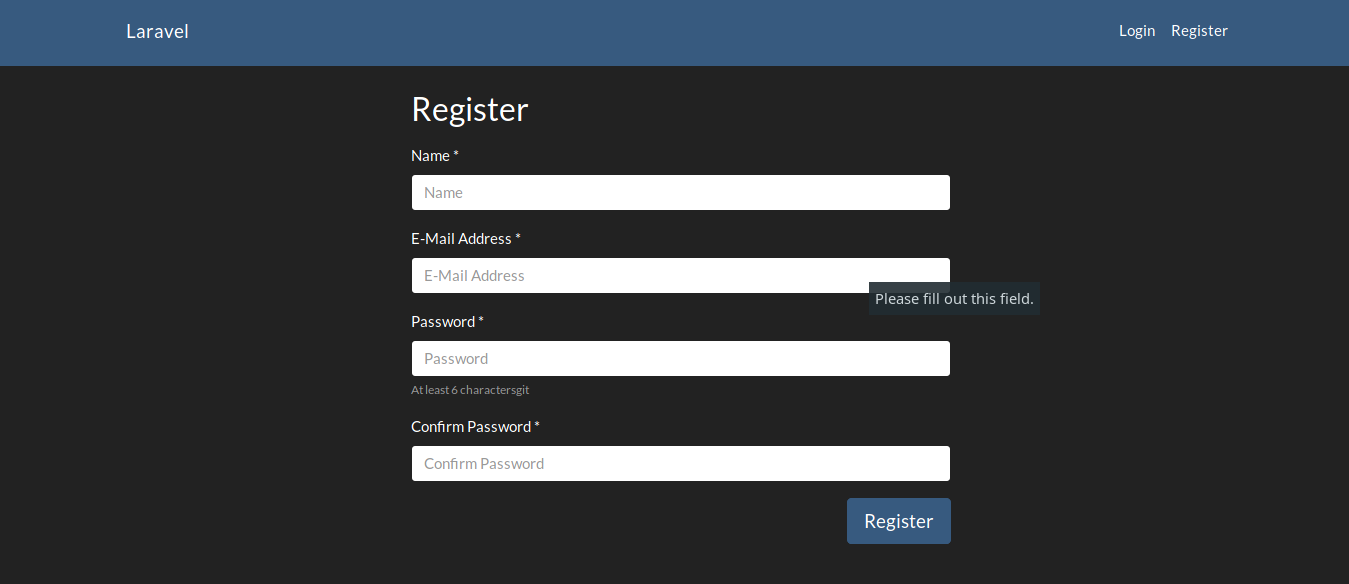 Laravel
Login Register
Register
Name *
Name
E-Mail Address *
E-Mail Address
Please fill out this field.
Password *
Password
At least 6 charactersgit
Confirm Password *
Confirm Password
Register